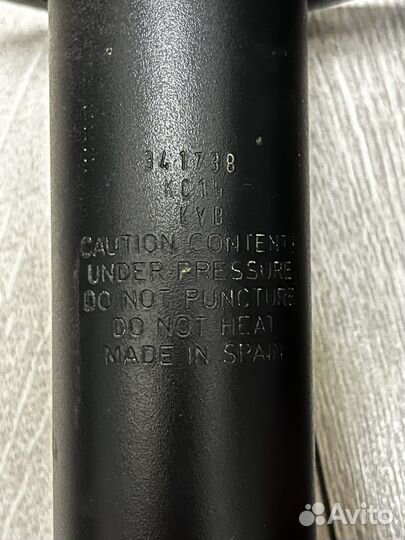 341738
KC15
KYB
CAUTION CONTENTS
UNDER PRESSURE
DO NOT PUNCTURE
DO NOT HEAT
MADE IN SPAIN
Avito